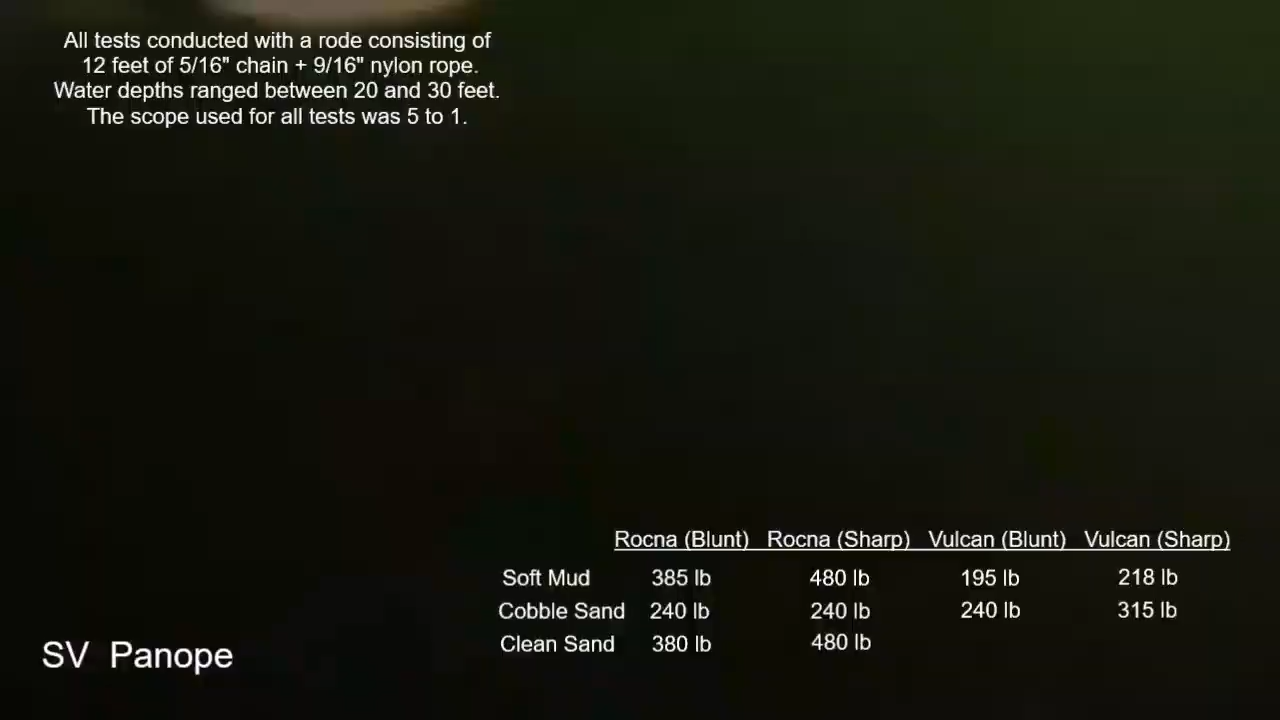 All tests conducted with a rode consisting of
12 feet of 5/16" chain + 9/16" nylon rope.
Water depths ranged between 20 and 30 feet.
The scope used for all tests was 5 to 1.
Rocna (Blunt) Rocna (Sharp) Vulcan (Blunt) Vulcan (Sharp)
Soft Mud 385 lb 480 lb 195 lb 218 lb
Cobble Sand 240 lb 240 lb 240 lb 315 lb
Clean Sand 380 lb 480 lb
SV Panope